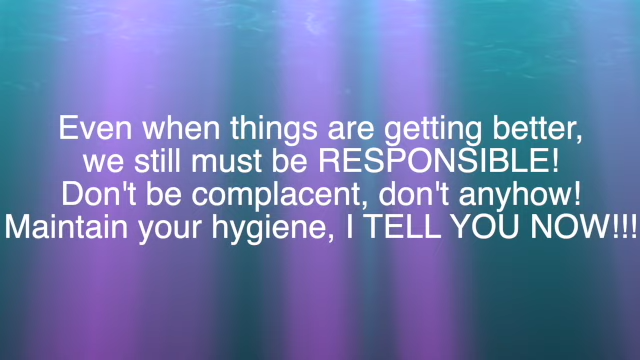 Even when things are getting better,
we still must be RESPONSIBLE!
Don't be complacent, don't anyhow!
Maintain your hygiene, I TELL YOU NOW!!!